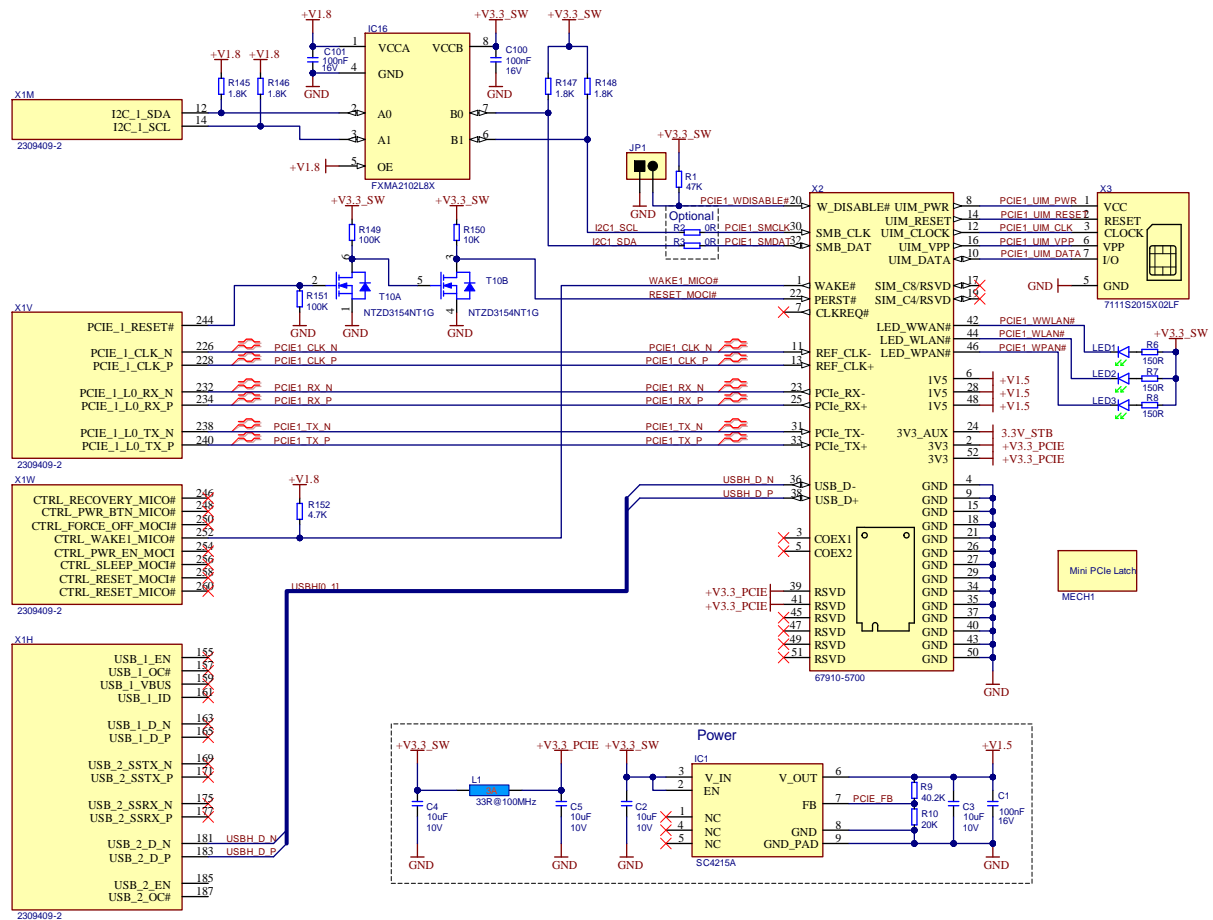 +V1.8
+V3.3_SW
+V3.3_SW
IC16
1 VCCA VCCB 8
C101
100nF
16V
C100
100nF
16V
4 GND
GND
GND
+V1.8 +V1.8
R145
1.8K
R146
1.8K
R147
1.8K
R148
1.8K
X1M
I2C_1_SDA 12
I2C_1_SCL 14
2309409-2
2 A0 B0 7
3 A1 B1 6
+V1.8 5 OE
FXMA2102L8X
+V3.3_SW
JP1
R1
47K
GND
PCIE1_WDISABLE#
Optional
I2C1_SCL R2 0R PCIE1_SMCLK
I2C1_SDA R3 0R PCIE1_SMDAT
X2
20 W_DISABLE# UIM_PWR 8
UIM_RESET 14
30 SMB_CLK UIM_CLOCK 12
32 SMB_DAT UIM_VPP 16
UIM_DATA 10
1 WAKE# SIM_C8/RSVD 17
22 PERST# SIM_C4/RSVD 19
7 CLKREQ#
LED_WWAN# 42
LED_WLAN# 44
LED_WPAN# 46
11 REF_CLK-
13 REF_CLK+
1V5 6
1V5 28
1V5 48
23 PCIe_RX-
25 PCIe_RX+
31 PCIe_TX-
33 PCIe_TX+
3V3_AUX 24
3V3 2
3V3 52
36 USB_D-
38 USB_D+
3 COEX1
5 COEX2
GND 4
GND 9
GND 15
GND 18
GND 21
GND 26
GND 27
GND 29
GND 34
GND 35
GND 37
GND 40
GND 43
GND 50
GND
+V3.3_PCIE 39 RSVD
+V3.3_PCIE 41 RSVD
45 RSVD
47 RSVD
49 RSVD
51 RSVD
67910-5700
PCIE1_UIM_PWR
PCIE1_UIM_RESET
PCIE1_UIM_CLK
PCIE1_UIM_VPP
PCIE1_UIM_DATA
X3
1 VCC
2 RESET
3 CLOCK
6 VPP
7 I/O
GND 5 GND
7111S2015X02LF
PCIE1_WWLAN#
PCIE1_WLAN#
PCIE1_WPAN#
+V3.3_SW
LED1 R6
150R
LED2 R7
150R
LED3 R8
150R
+V1.5
+V1.5
+V1.5
3.3V_STB
+V3.3_PCIE
+V3.3_PCIE
Mini PCIe Latch
MECH1
+V3.3_SW
+V3.3_SW
R149
100K
R150
10K
6
2
T10A
1
NTZD3154NT1G
3
5
T10B
4
NTZD3154NT1G
R151
100K
GND
GND
GND
WAKE1_MICO#
RESET_MOCI#
X1V
PCIE_1_RESET# 244
PCIE_1_CLK_N 226 PCIE1_CLK_N PCIE1_CLK_N
PCIE_1_CLK_P 228 PCIE1_CLK_P PCIE1_CLK_P
PCIE_1_L0_RX_N 232 PCIE1_RX_N PCIE1_RX_N
PCIE_1_L0_RX_P 234 PCIE1_RX_P PCIE1_RX_P
PCIE_1_L0_TX_N 238 PCIE1_TX_N PCIE1_TX_N
PCIE_1_L0_TX_P 240 PCIE1_TX_P PCIE1_TX_P
2309409-2
X1W
CTRL_RECOVERY_MICO# 246
CTRL_PWR_BTN_MICO# 248
CTRL_FORCE_OFF_MOCI# 250
CTRL_WAKE1_MICO# 252
CTRL_PWR_EN_MOCI 254
CTRL_SLEEP_MOCI# 256
CTRL_RESET_MOCI# 258
CTRL_RESET_MICO# 260
2309409-2
+V1.8
R152
4.7K
USBH_D_N
USBH_D_P
USBH[0..1]
X1H
USB_1_EN 155
USB_1_OC# 157
USB_1_VBUS 159
USB_1_ID 161
USB_1_D_N 163
USB_1_D_P 165
USB_2_SSTX_N 169
USB_2_SSTX_P 171
USB_2_SSRX_N 175
USB_2_SSRX_P 177
USB_2_D_N 181 USBH_D_N
USB_2_D_P 183 USBH_D_P
USB_2_EN 185
USB_2_OC# 187
2309409-2
Power
+V3.3_SW
+V3.3_PCIE
+V3.3_SW
L1
3A
33R@100MHz
C4
10uF
10V
C5
10uF
10V
C2
10uF
10V
GND
GND
GND
IC1
3 V_IN V_OUT 6
2 EN
FB 7 PCIE_FB
1 NC
4 NC GND 8
5 NC GND_PAD 9
SC4215A
+V1.5
R9
40.2K
R10
20K
C3
10uF
10V
C1
100nF
16V
GND